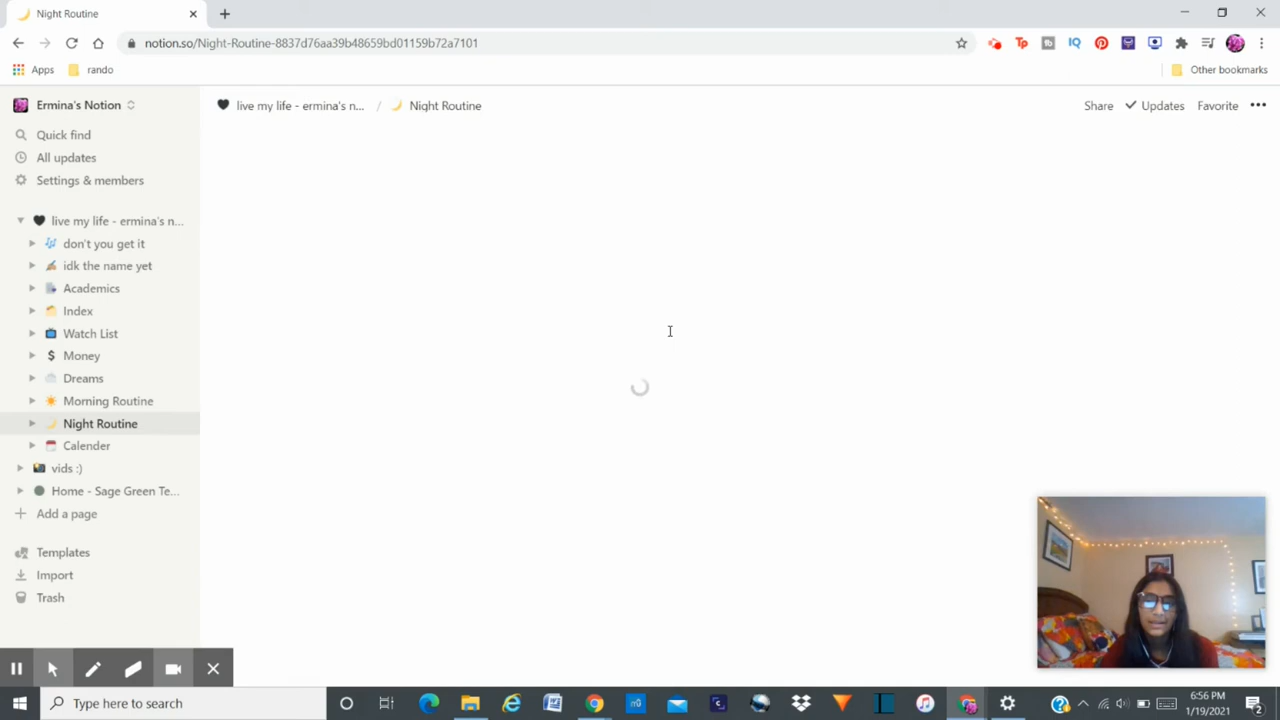 Night Routine
notion.so/Night-Routine-8837d76aa39b48659bd01159b72a7101
Apps rando Other bookmarks
Ermina's Notion
live my life - ermina's n... / Night Routine
Share Updates Favorite
Quick find
All updates
Settings & members
live my life - ermina's n...
don't you get it
idk the name yet
Academics
Index
Watch List
Money
Dreams
Morning Routine
Night Routine
Calender
vids :)
Home - Sage Green Te...
Add a page
Templates
Import
Trash
Type here to search
6:56 PM
1/19/2021